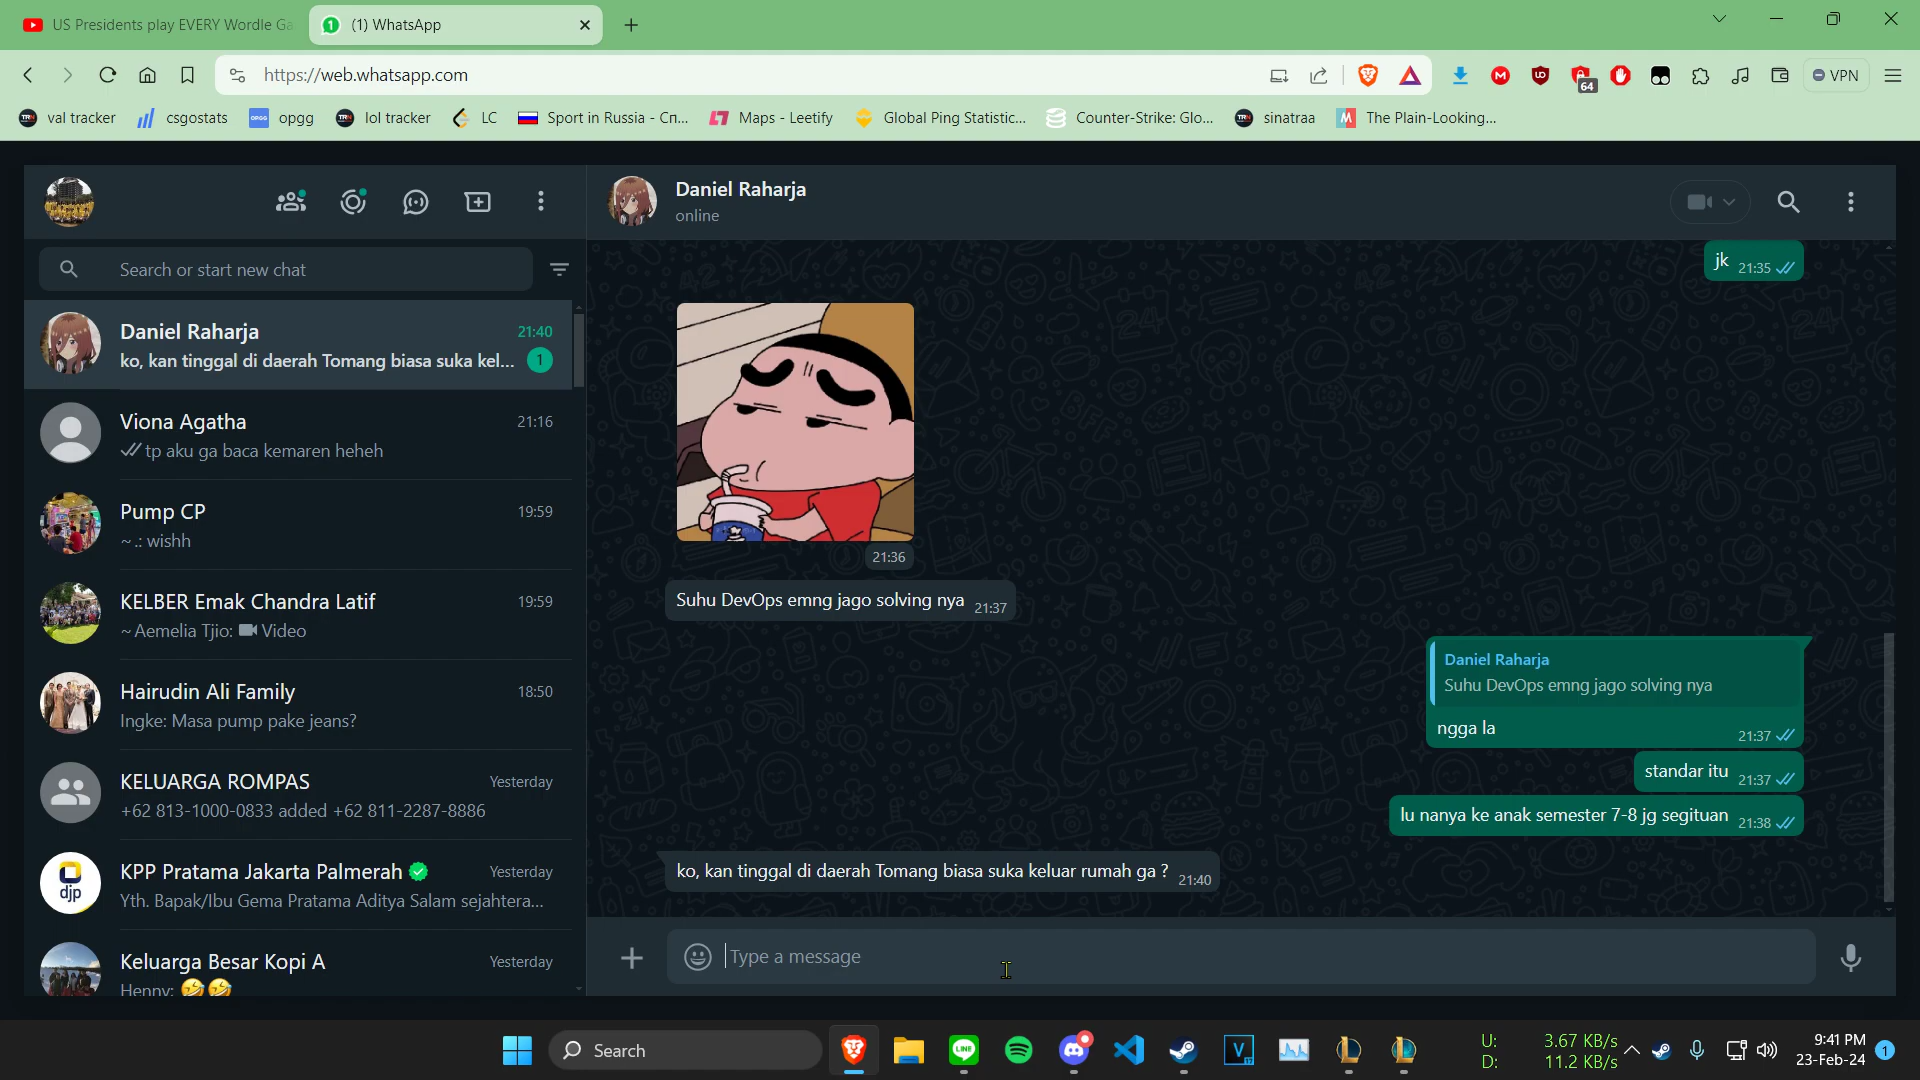 US Presidents play EVERY Wordle Ga
(1) WhatsApp
https://web.whatsapp.com
64
VPN
val tracker
csgostats
opgg
lol tracker
LC
Sport in Russia - Сп...
Maps - Leetify
Global Ping Statistic...
Counter-Strike: Glo...
sinatraa
The Plain-Looking...
Search or start new chat
Daniel Raharja
21:40
ko, kan tinggal di daerah Tomang biasa suka kel...
1
Viona Agatha
21:16
tp aku ga baca kemaren heheh
Pump CP
19:59
~ .: wishh
KELBER Emak Chandra Latif
19:59
~ Aemelia Tjio: Video
Hairudin Ali Family
18:50
Ingke: Masa pump pake jeans?
KELUARGA ROMPAS
Yesterday
+62 813-1000-0833 added +62 811-2287-8886
djp
KPP Pratama Jakarta Palmerah
Yesterday
Yth. Bapak/Ibu Gema Pratama Aditya Salam sejahtera...
Keluarga Besar Kopi A
Yesterday
Henny: 🤣🤣
Daniel Raharja
online
jk 21:35
21:36
Suhu DevOps emng jago solving nya 21:37
Daniel Raharja
Suhu DevOps emng jago solving nya
ngga la 21:37
standar itu 21:37
lu nanya ke anak semester 7-8 jg segituan 21:38
ko, kan tinggal di daerah Tomang biasa suka keluar rumah ga ? 21:40
Type a message
Search
U: 3.67 KB/s
D: 11.2 KB/s
9:41 PM
23-Feb-24
1